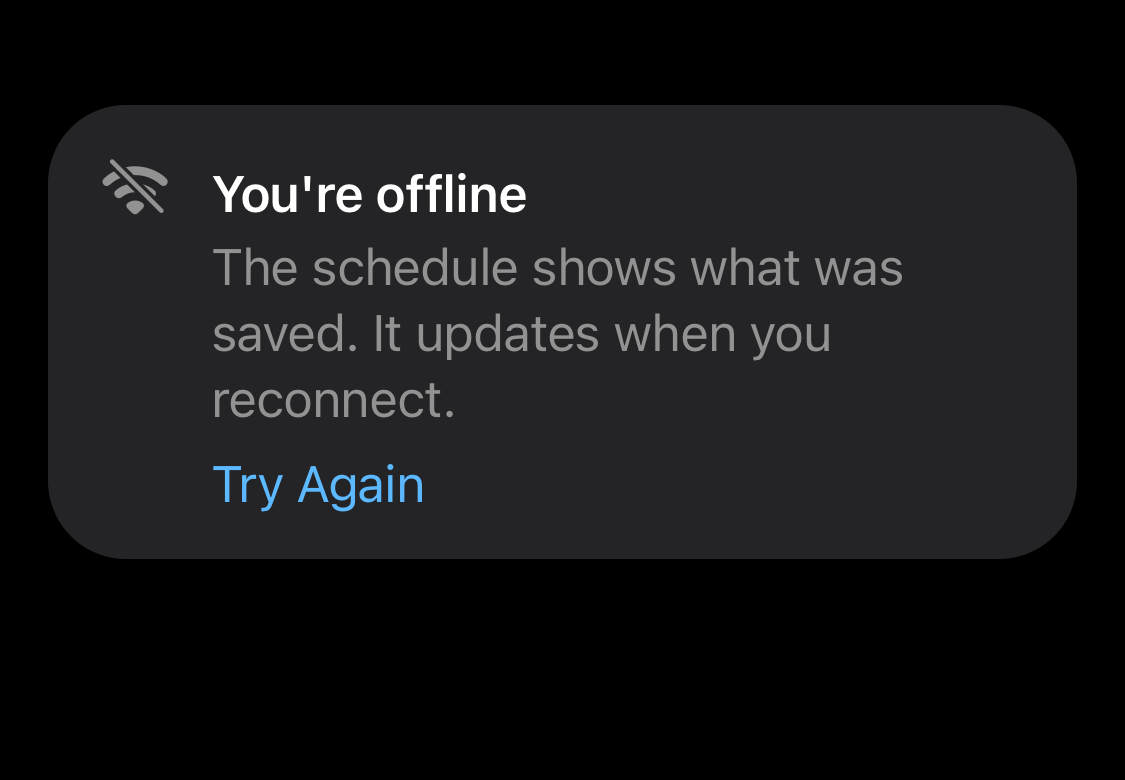 You're offline
The schedule shows what was
saved. It updates when you
reconnect.
Try Again